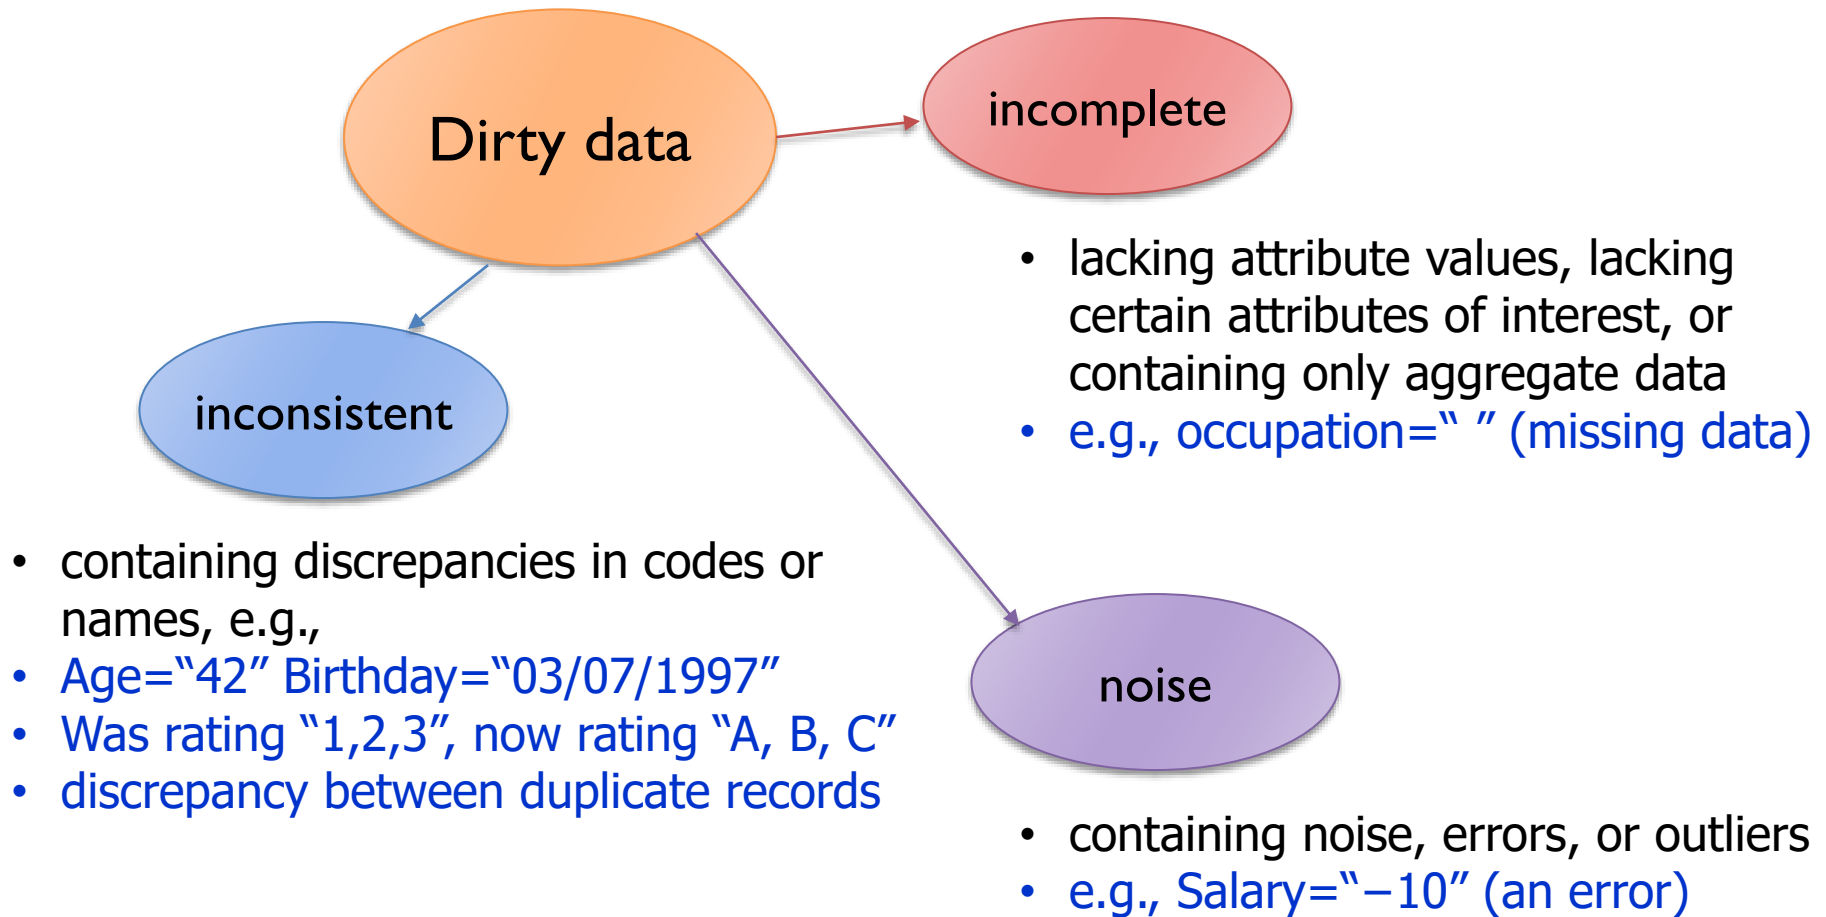 Dirty data
incomplete
• lacking attribute values, lacking
certain attributes of interest, or
containing only aggregate data
• e.g., occupation=“ ” (missing data)
inconsistent
• containing discrepancies in codes or
names, e.g.,
• Age=“42” Birthday=“03/07/1997”
• Was rating “1,2,3”, now rating “A, B, C”
• discrepancy between duplicate records
noise
• containing noise, errors, or outliers
• e.g., Salary=“−10” (an error)